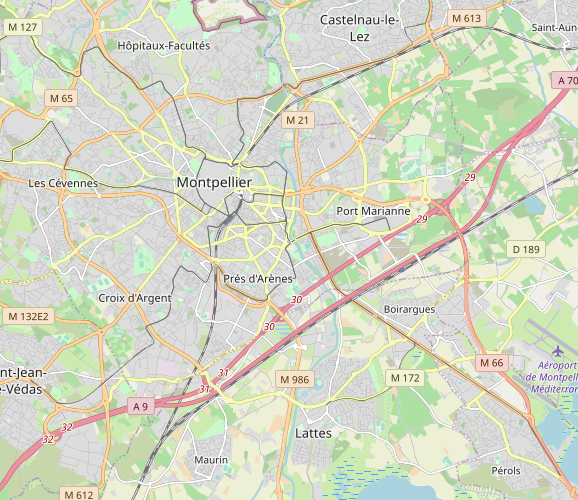 M 127
Castelnau-le-
Lez
M 613
Saint-Aun
Hôpitaux-Facultés
A 70
M 65
M 21
Les Cévennes
Montpellier
29
Port Marianne
29
D 189
Prés d'Arènes
Croix d'Argent
30
Boirargues
M 132E2
30
Aéroport
de Montpell
Méditerran
M 66
nt-Jean-
e-Védas
31
31
M 986
M 172
A 9
32
32
Lattes
Maurin
Pérols
M 612